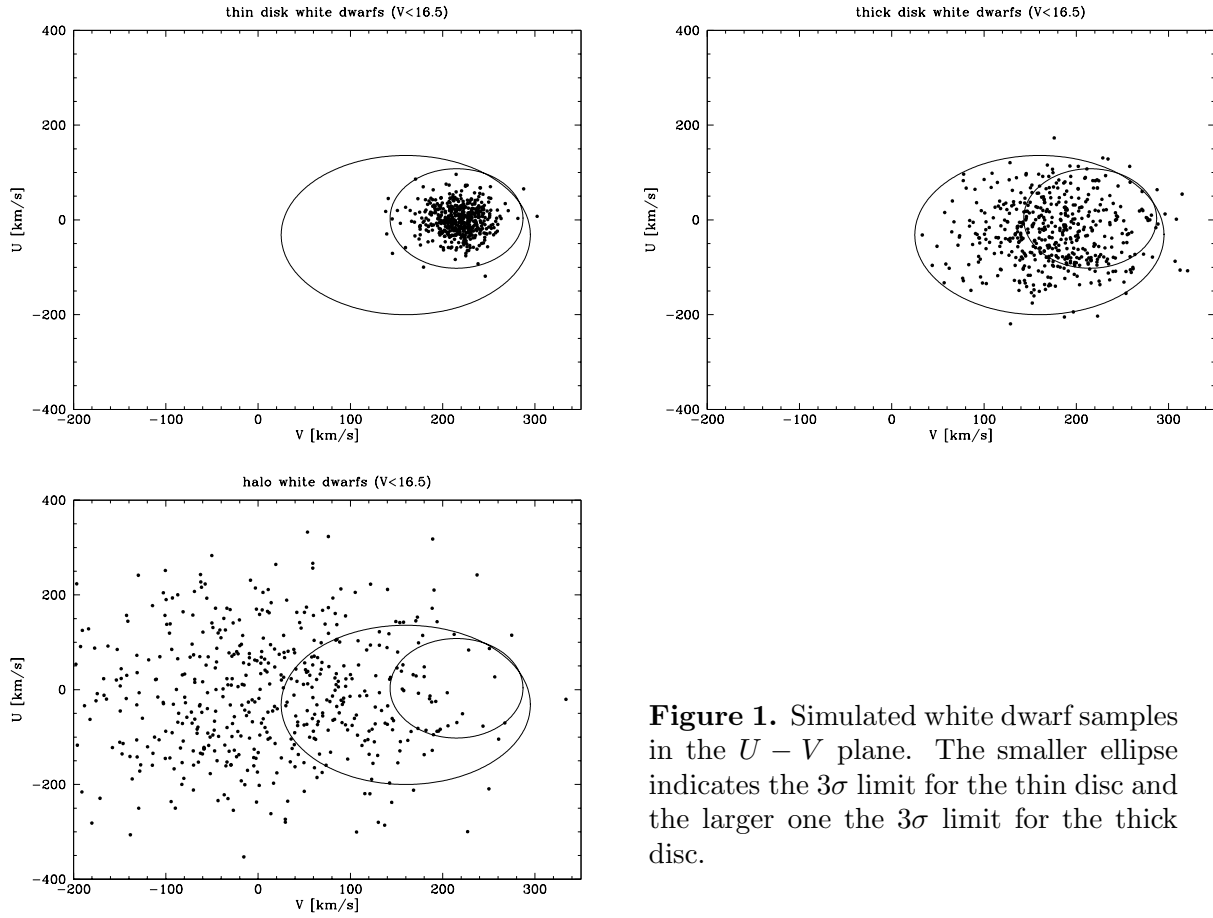 thin disk white dwarfs (V<16.5)
400
200
0
−200
−400
U [km/s]
−200
−100
0
100
200
300
V [km/s]
thick disk white dwarfs (V<16.5)
400
200
0
−200
−400
U [km/s]
−200
−100
0
100
200
300
V [km/s]
halo white dwarfs (V<16.5)
400
200
0
−200
−400
U [km/s]
−200
−100
0
100
200
300
V [km/s]
Figure 1. Simulated white dwarf samples
in the U − V plane. The smaller ellipse
indicates the 3σ limit for the thin disc and
the larger one the 3σ limit for the thick
disc.